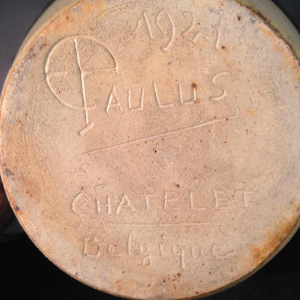 1927
PAULUS
CHATELET
Belgique